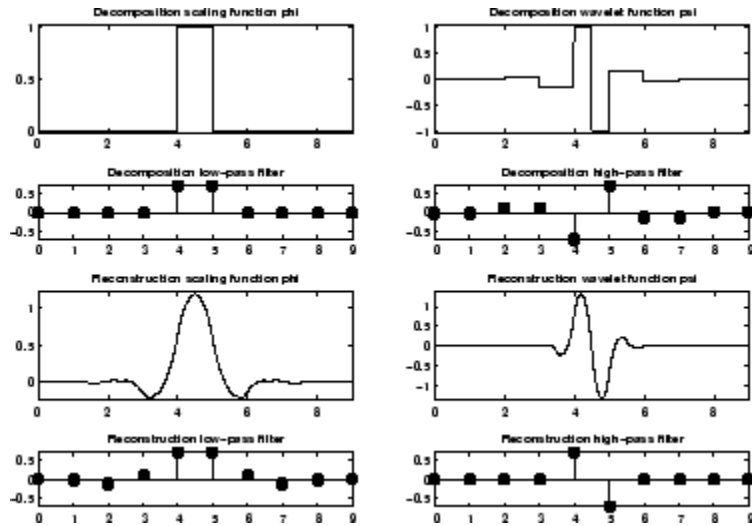 Decomposition scaling function phi
1
0.5
0
0 2 4 6 8
Decomposition wavelet function psi
1
0.5
0
−0.5
−1
0 2 4 6 8
Decomposition low−pass filter
0.5
0
−0.5
0 1 2 3 4 5 6 7 8 9
Decomposition high−pass filter
0.5
0
−0.5
0 1 2 3 4 5 6 7 8 9
Reconstruction scaling function phi
1
0.5
0
0 2 4 6 8
Reconstruction wavelet function psi
1
0.5
0
−0.5
−1
0 2 4 6 8
Reconstruction low−pass filter
0.5
0
−0.5
0 1 2 3 4 5 6 7 8 9
Reconstruction high−pass filter
0.5
0
−0.5
0 1 2 3 4 5 6 7 8 9